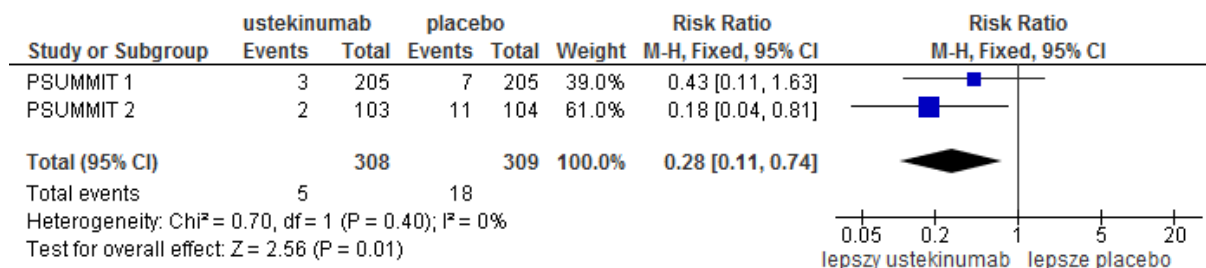 ustekinumab placebo Risk Ratio Risk Ratio
Study or Subgroup Events Total Events Total Weight M-H, Fixed, 95% CI M-H, Fixed, 95% CI
PSUMMIT 1 3 205 7 205 39.0% 0.43 [0.11, 1.63]
PSUMMIT 2 2 103 11 104 61.0% 0.18 [0.04, 0.81]
Total (95% CI) 308 309 100.0% 0.28 [0.11, 0.74]
Total events 5 18
Heterogeneity: Chi² = 0.70, df = 1 (P = 0.40); I² = 0%
Test for overall effect: Z = 2.56 (P = 0.01)
0.05 0.2 1 5 20
lepszy ustekinumab lepsze placebo